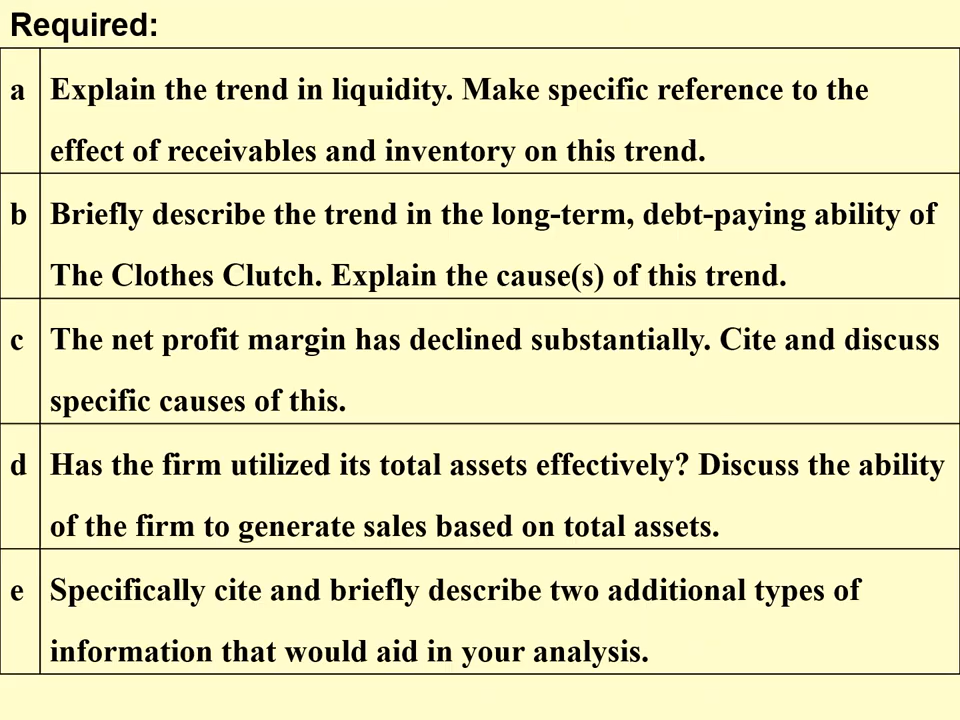 Required:
a Explain the trend in liquidity. Make specific reference to the
effect of receivables and inventory on this trend.
b Briefly describe the trend in the long-term, debt-paying ability of
The Clothes Clutch. Explain the cause(s) of this trend.
c The net profit margin has declined substantially. Cite and discuss
specific causes of this.
d Has the firm utilized its total assets effectively? Discuss the ability
of the firm to generate sales based on total assets.
e Specifically cite and briefly describe two additional types of
information that would aid in your analysis.